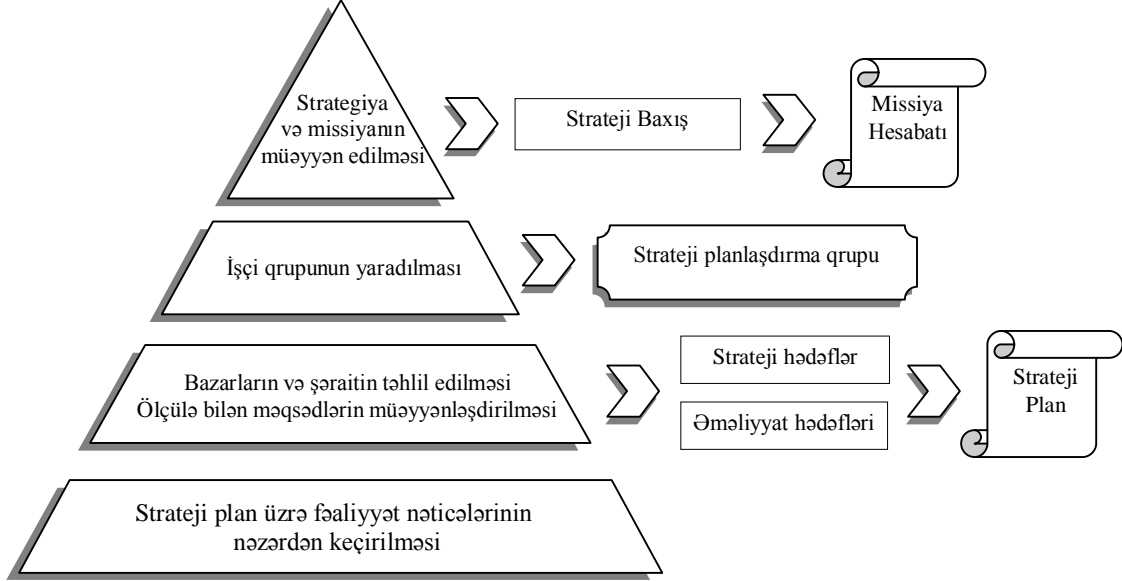 Strategiya
və missiyanın
müəyyən edilməsi
Strateji Baxış
Missiya
Hesabatı
İşçi qrupunun yaradılması
Strateji planlaşdırma qrupu
Bazarların və şəraitin təhlil edilməsi
Ölçülə bilən məqsədlərin müəyyənləşdirilməsi
Strateji hədəflər
Əməliyyat hədəfləri
Strateji
Plan
Strateji plan üzrə fəaliyyət nəticələrinin
nəzərdən keçirilməsi